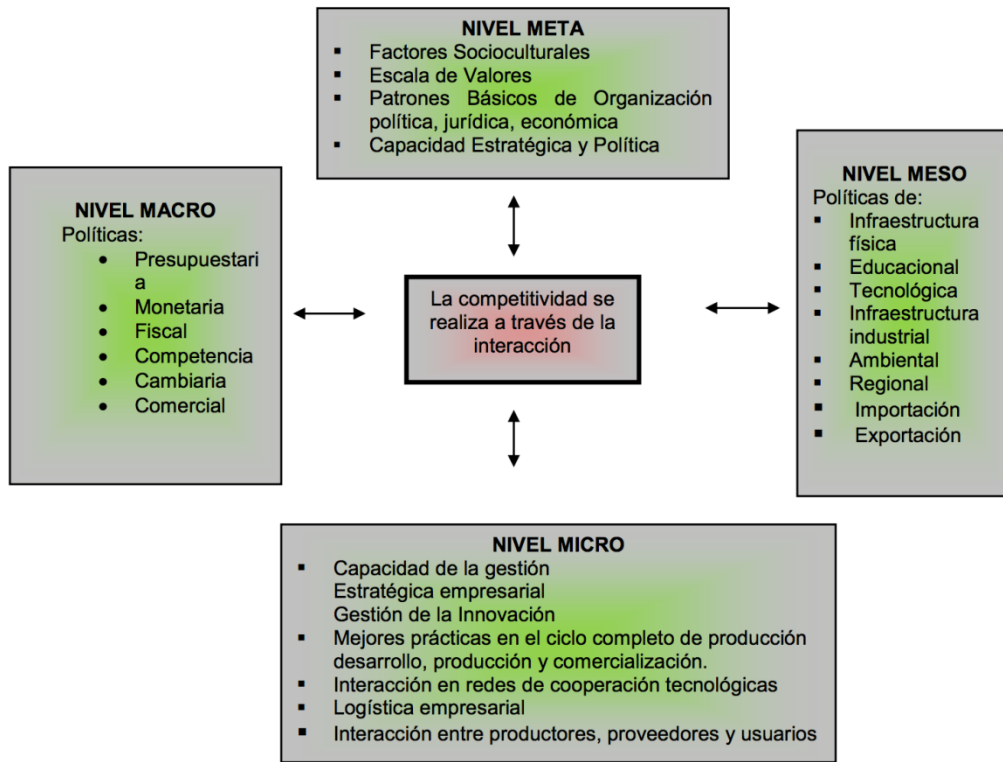 NIVEL META
▪ Factores Socioculturales
▪ Escala de Valores
▪ Patrones Básicos de Organización
política, jurídica, económica
▪ Capacidad Estratégica y Política
NIVEL MACRO
Políticas:
• Presupuestari
a
• Monetaria
• Fiscal
• Competencia
• Cambiaria
• Comercial
La competitividad se
realiza a través de la
interacción
NIVEL MESO
Políticas de:
▪ Infraestructura
física
▪ Educacional
▪ Tecnológica
▪ Infraestructura
industrial
▪ Ambiental
▪ Regional
▪ Importación
▪ Exportación
NIVEL MICRO
▪ Capacidad de la gestión
Estratégica empresarial
Gestión de la Innovación
▪ Mejores prácticas en el ciclo completo de producción
desarrollo, producción y comercialización.
▪ Interacción en redes de cooperación tecnológicas
▪ Logística empresarial
▪ Interacción entre productores, proveedores y usuarios